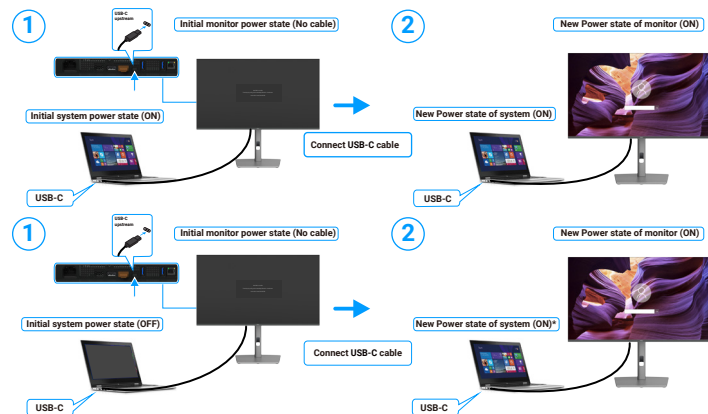 1
USB-C
upstream
Initial monitor power state (No cable)
2
New Power state of monitor (ON)
Initial system power state (ON)
Connect USB-C cable
New Power state of system (ON)
USB-C
USB-C
1
USB-C
upstream
Initial monitor power state (No cable)
2
New Power state of monitor (ON)
Initial system power state (OFF)
Connect USB-C cable
New Power state of system (ON)*
USB-C
USB-C